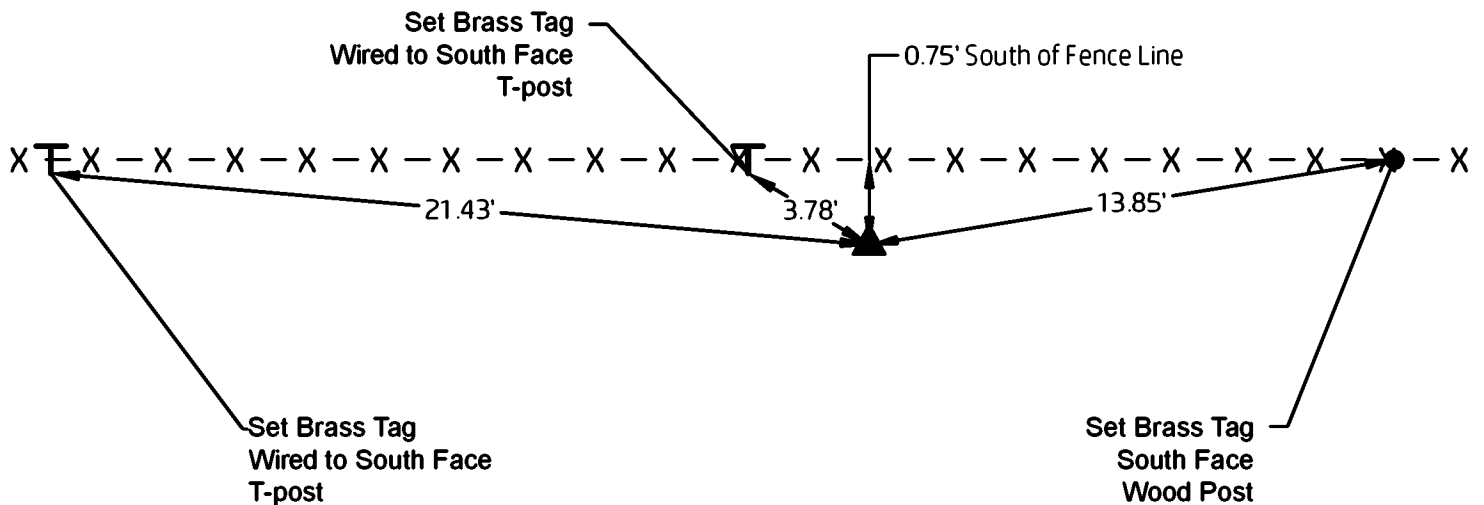 Set Brass Tag
Wired to South Face
T-post
0.75' South of Fence Line
X T X — X — X — X — X — X — X — X — X — X T X — X — X — X — X — X — X — X — X — X
21.43'
3.78'
13.85'
Set Brass Tag
Wired to South Face
T-post
Set Brass Tag
South Face
Wood Post